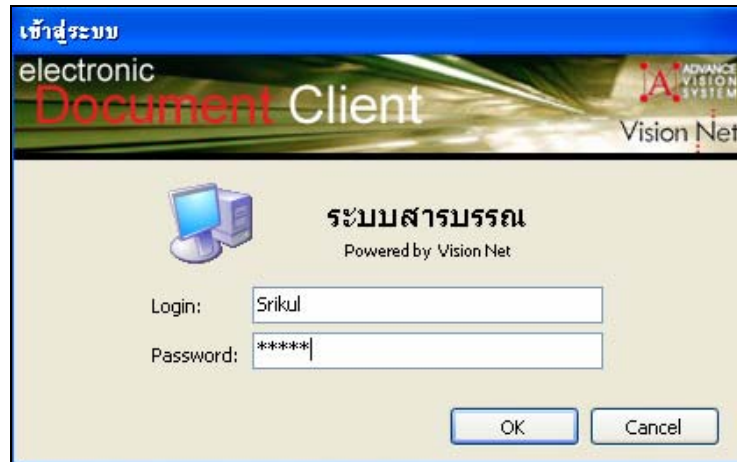 เข้าสู่ระบบ
electronic
Document Client
A ADVANCE
VISION
SYSTEM
Vision Net
ระบบสารบรรณ
Powered by Vision Net
Login: Srikul
Password: *****
OK Cancel